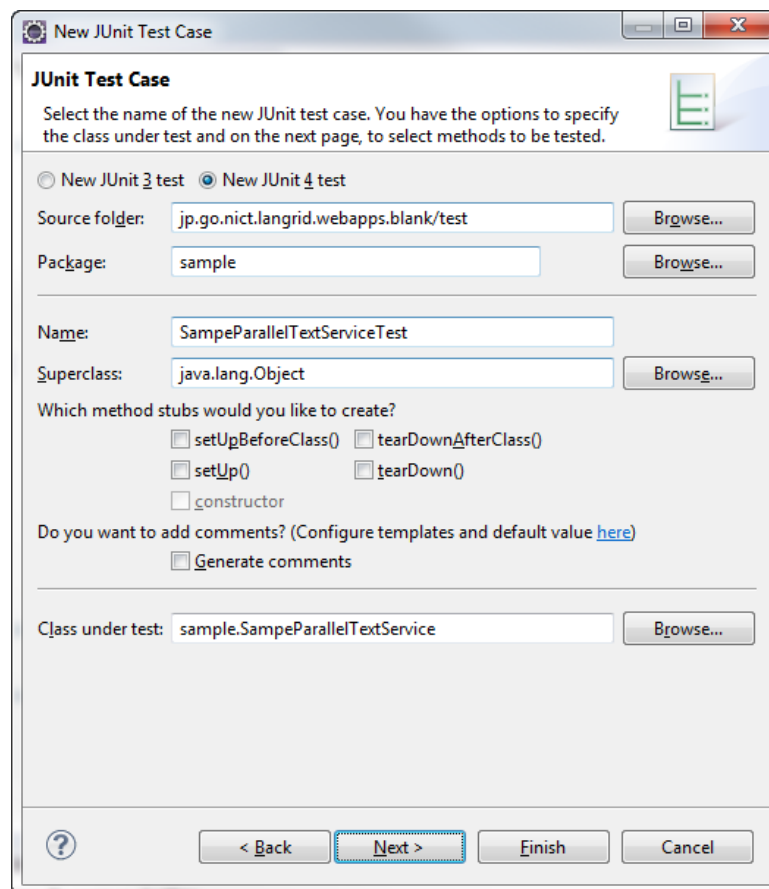 New JUnit Test Case
JUnit Test Case
Select the name of the new JUnit test case. You have the options to specify
the class under test and on the next page, to select methods to be tested.
New JUnit 3 test New JUnit 4 test
Source folder: jp.go.nict.langrid.webapps.blank/test Browse...
Package: sample Browse...
Name: SampeParallelTextServiceTest
Superclass: java.lang.Object Browse...
Which method stubs would you like to create?
setUpBeforeClass() tearDownAfterClass()
setUp() tearDown()
constructor
Do you want to add comments? (Configure templates and default value here)
Generate comments
Class under test: sample.SampeParallelTextService Browse...
? < Back Next > Finish Cancel